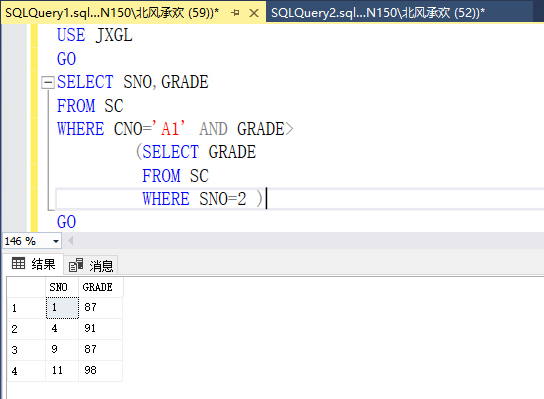 SQLQuery1.sql...N150\北风承欢 (59))* SQLQuery2.sql...N150\北风承欢 (52))*
USE JXGL
GO
SELECT SNO,GRADE
FROM SC
WHERE CNO='A1' AND GRADE>
(SELECT GRADE
FROM SC
WHERE SNO=2 )
GO
146 %
结果 消息
SNO GRADE
1 1 87
2 4 91
3 9 87
4 11 98